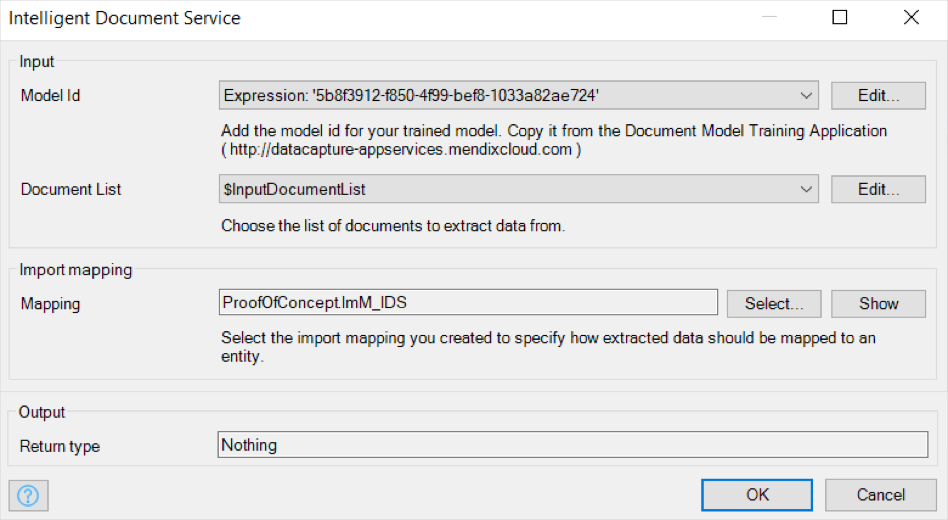 Intelligent Document Service
Input
Model Id
Expression: '5b8f3912-f850-4f99-bef8-1033a82ae724'
Edit...
Add the model id for your trained model. Copy it from the Document Model Training Application
( http://datacapture-appservices.mendixcloud.com )
Document List
$InputDocumentList
Edit...
Choose the list of documents to extract data from.
Import mapping
Mapping
ProofOfConcept.ImM_IDS
Select...
Show
Select the import mapping you created to specify how extracted data should be mapped to an
entity.
Output
Return type
Nothing
?
OK
Cancel